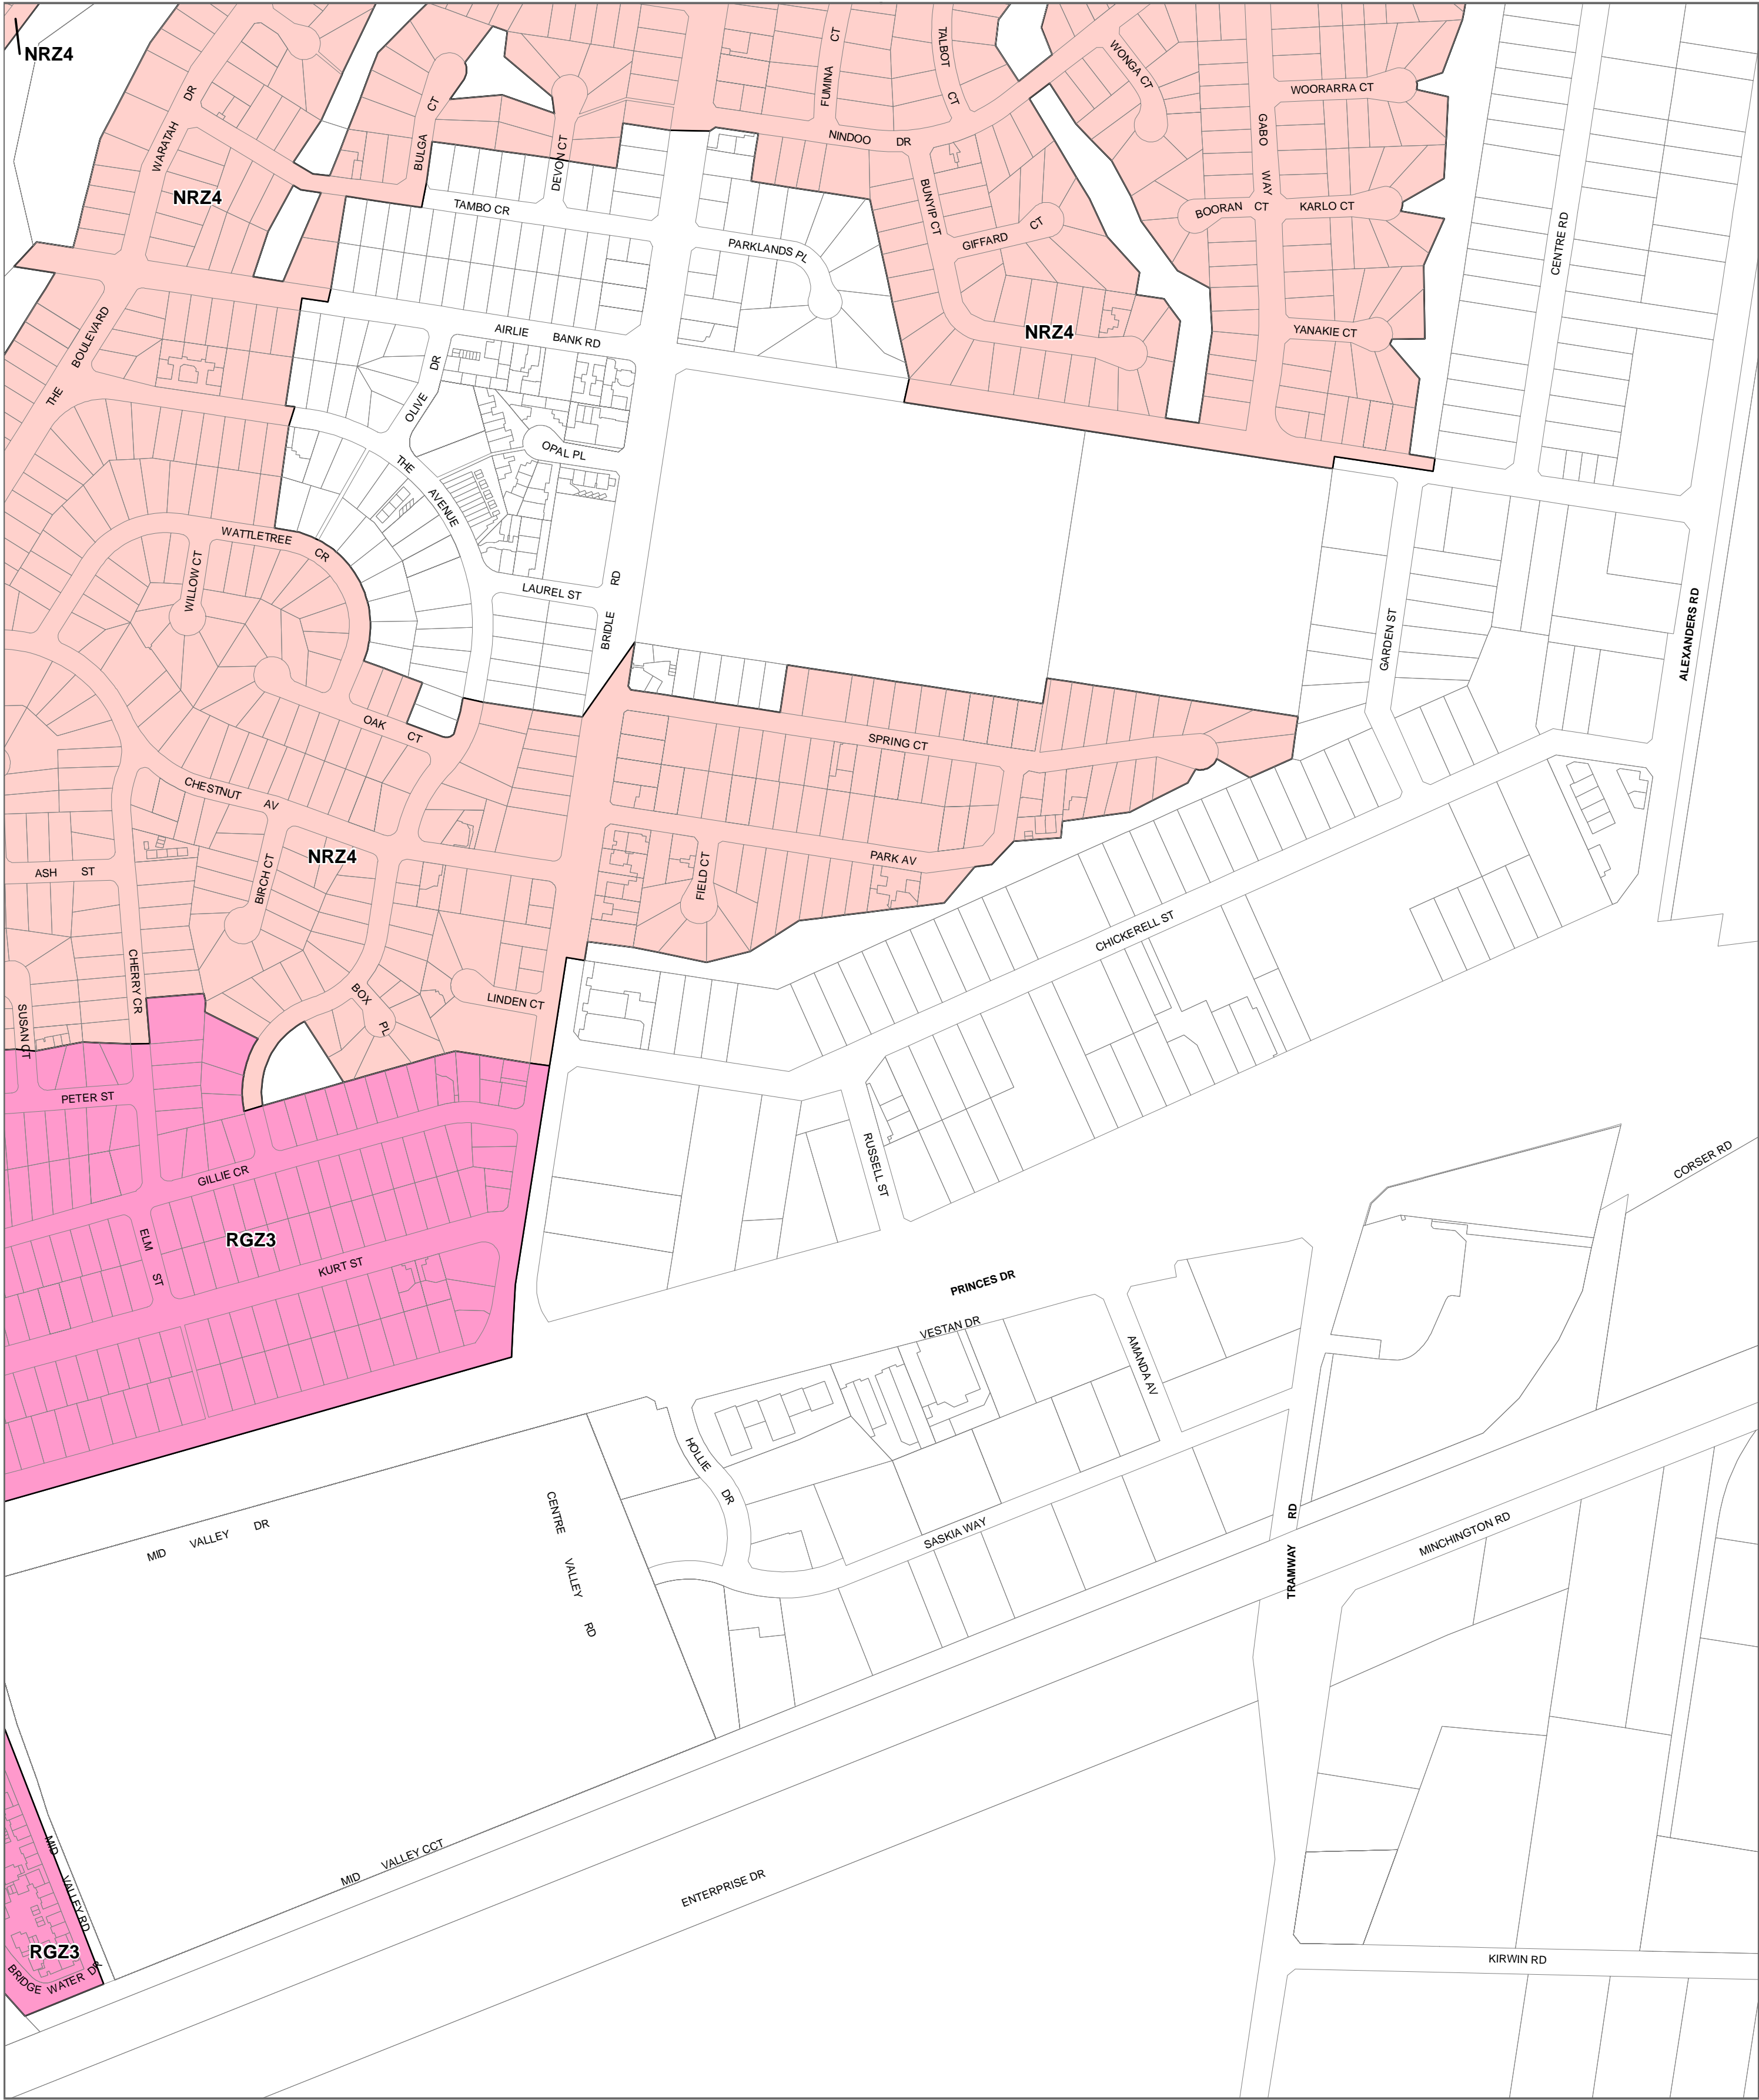 NRZ4
WARATAH DR
BULGA CT
DEVON CT
FUMINA CT
TALBOT CT
WONGA CT
WOORARRA CT
NINDOO DR
GABO WAY
NRZ4
TAMBO CR
BUNYIP CT
BOORAN CT
KARLO CT
GIFFARD CT
PARKLANDS PL
CENTRE RD
THE BOULEVARD
AIRLIE BANK RD
NRZ4
YANAKIE CT
OLIVE DR
OPAL PL
THE AVENUE
WATTLETREE CR
WILLOW CT
LAUREL ST
BRIDLE RD
GARDEN ST
ALEXANDERS RD
OAK CT
SPRING CT
CHESTNUT AV
NRZ4
PARK AV
ASH ST
BIRCH CT
FIELD CT
CHICKERELL ST
CHERRY CR
BOX PL
LINDEN CT
SUSAN CT
PETER ST
RUSSELL ST
CORSER RD
GILLIE CR
ELM ST
RGZ3
KURT ST
PRINCES DR
VESTAN DR
AMANDA AV
HOLLIE DR
CENTRE VALLEY RD
MID VALLEY DR
SASKIA WAY
TRAMWAY RD
MINCHINGTON RD
MID VALLEY RD
MID VALLEY CCT
ENTERPRISE DR
RGZ3
BRIDGE WATER DR
KIRWIN RD